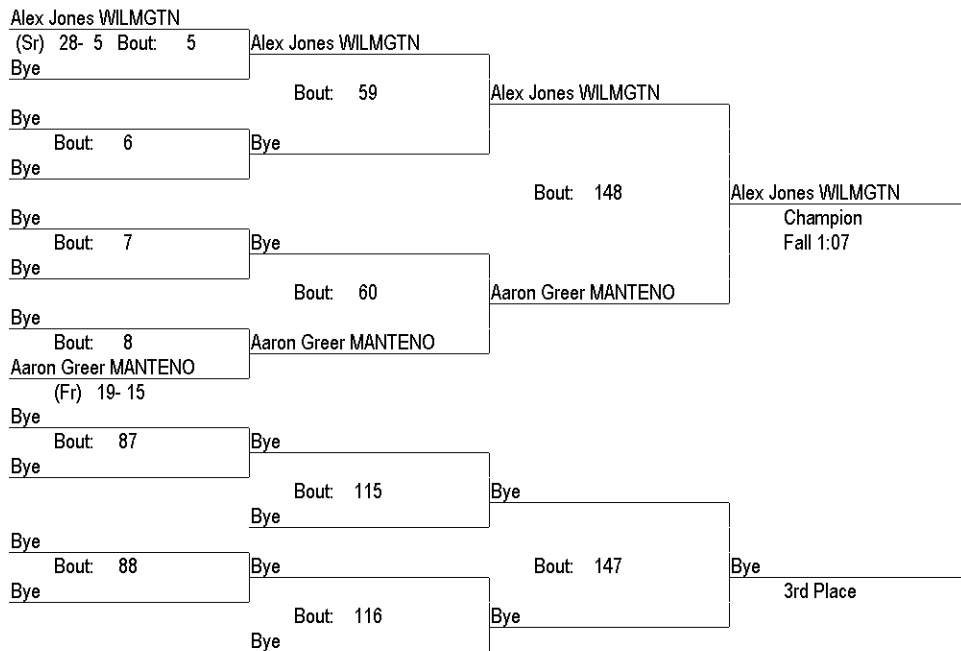 Alex Jones WILMGTN
(Sr) 28- 5 Bout: 5 Alex Jones WILMGTN
Bye
Bout: 59 Alex Jones WILMGTN
Bye
Bout: 6 Bye
Bye
Bout: 148 Alex Jones WILMGTN
Bye Champion
Bout: 7 Bye Fall 1:07
Bye
Bout: 60 Aaron Greer MANTENO
Bye
Bout: 8 Aaron Greer MANTENO
Aaron Greer MANTENO
(Fr) 19- 15
Bye
Bout: 87 Bye
Bye
Bout: 115 Bye
Bye
Bye
Bout: 88 Bye Bout: 147 Bye
Bye 3rd Place
Bout: 116 Bye
Bye